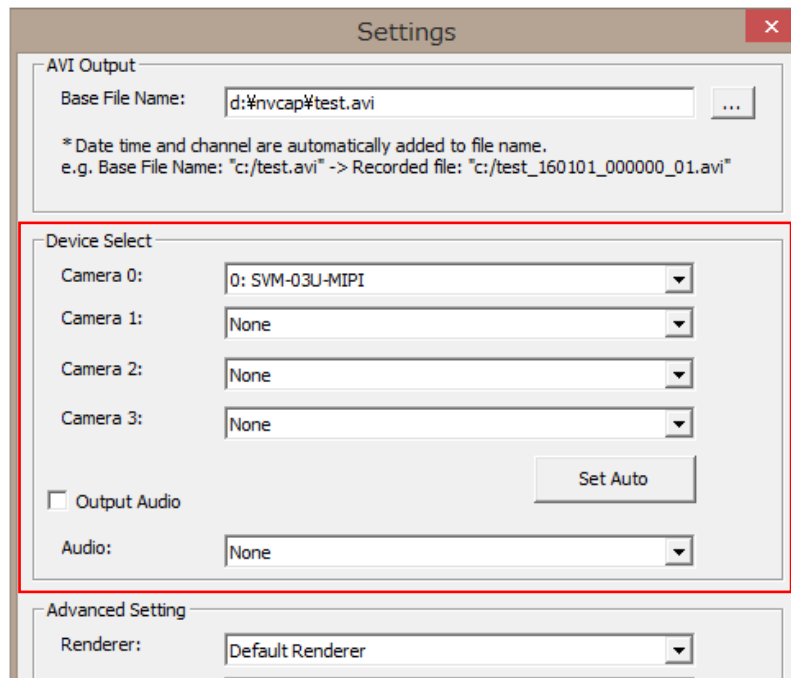 Settings
AVI Output
Base File Name: d:¥nvcap¥test.avi ...
* Date time and channel are automatically added to file name.
e.g. Base File Name: "c:/test.avi" -> Recorded file: "c:/test_160101_000000_01.avi"
Device Select
Camera 0: 0: SVM-03U-MIPI
Camera 1: None
Camera 2: None
Camera 3: None
Set Auto
Output Audio
Audio: None
Advanced Setting
Renderer: Default Renderer